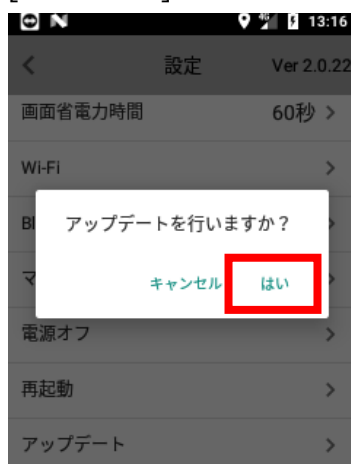 13:16
設定 Ver 2.0.22
画面省電力時間 60秒
Wi-Fi
アップデートを行いますか？
キャンセル はい
電源オフ
再起動
アップデート